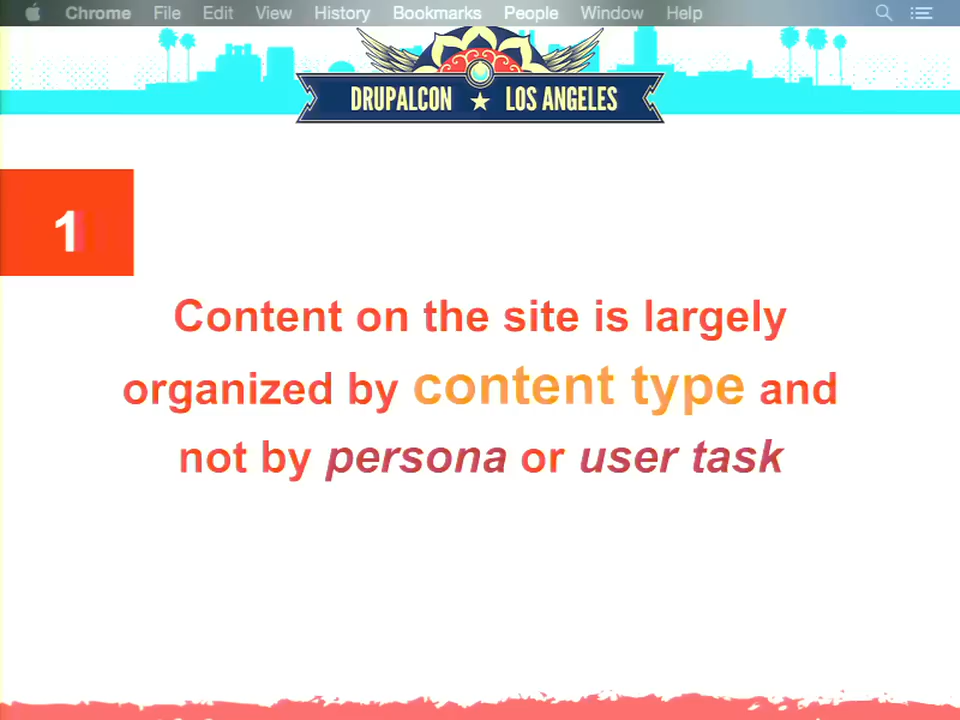 Chrome File Edit View History Bookmarks People Window Help
DRUPALCON ★ LOS ANGELES
1
Content on the site is largely
organized by content type and
not by persona or user task